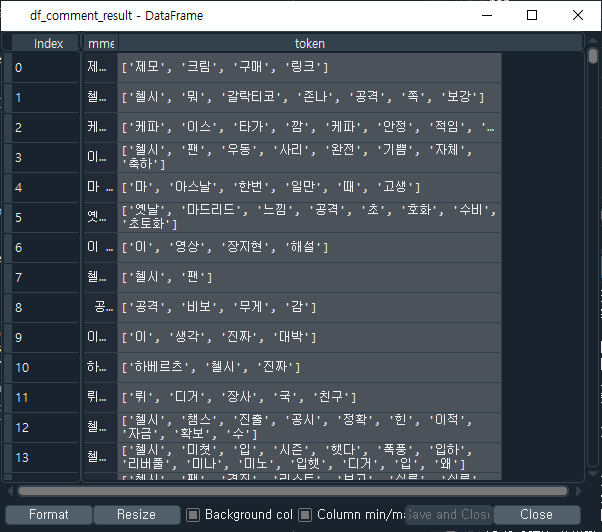 df_comment_result - DataFrame
Index mme token
0 제... ['제모', '크림', '구매', '링크']
1 첼... ['첼시', '뭐', '갈락티코', '존나', '공격', '쪽', '보강']
2 케... ['케파', '이스', '타가', '깜', '케파', '안정', '적임', '...
3 이... ['첼시', '팬', '우동', '사리', '완전', '기쁨', '자체',
'축하']
4 마 ... ['마', '아스날', '한번', '일만', '때', '고생']
5 옛... ['옛날', '마드리드', '느낌', '공격', '초', '호화', '수비',
'초토화']
6 이 ... ['이', '영상', '장지현', '해설']
7 첼... ['첼시', '팬']
8 공... ['공격', '비보', '무게', '감']
9 이... ['이', '생각', '진짜', '대박']
10 하... ['하베르츠', '첼시', '진짜']
11 뤼... ['뤼', '디거', '장사', '국', '친구']
12 첼... ['첼시', '챔스', '진출', '공시', '정확', '힌', '이적',
'자금', '확보', '수']
13 첼... ['첼시', '미쳣', '입', '시즌', '햇다', '폭풍', '입하',
'리버풀', '미나', '미노', '입햇', '디거', '입', '왜']
Format Resize Background col Column min/ma Save and Close Close